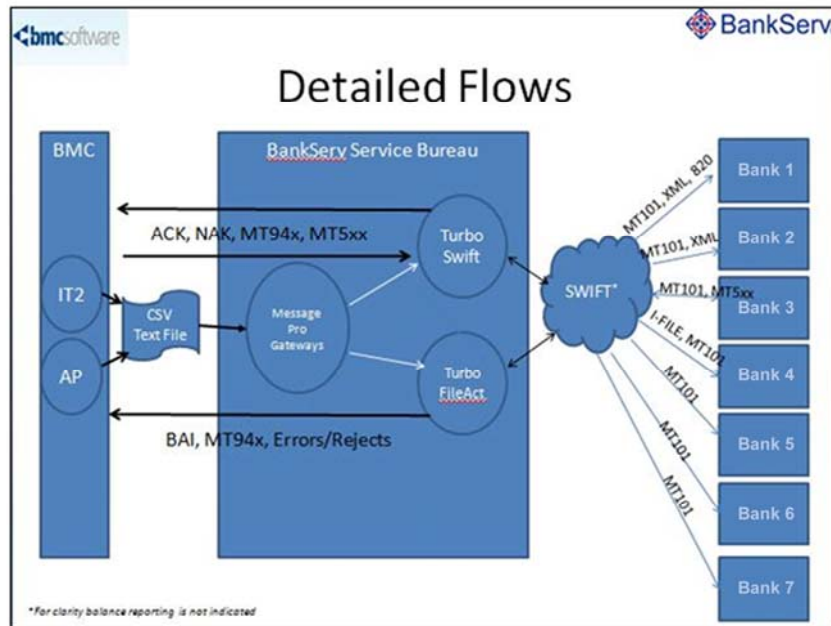 bmcsoftware
BankServ
Detailed Flows
BMC
BankServ Service Bureau
ACK, NAK, MT94x, MT5xx
Turbo
Swift
IT2
CSV
Text File
Message
Pro
Gateways
AP
Turbo
FileAct
BAI, MT94x, Errors/Rejects
SWIFT*
MT101, XML, 820
MT101, XML
MT101, MT5xx
I-FILE, MT101
MT101
MT101
MT101
Bank 1
Bank 2
Bank 3
Bank 4
Bank 5
Bank 6
Bank 7
*For clarity balance reporting is not indicated